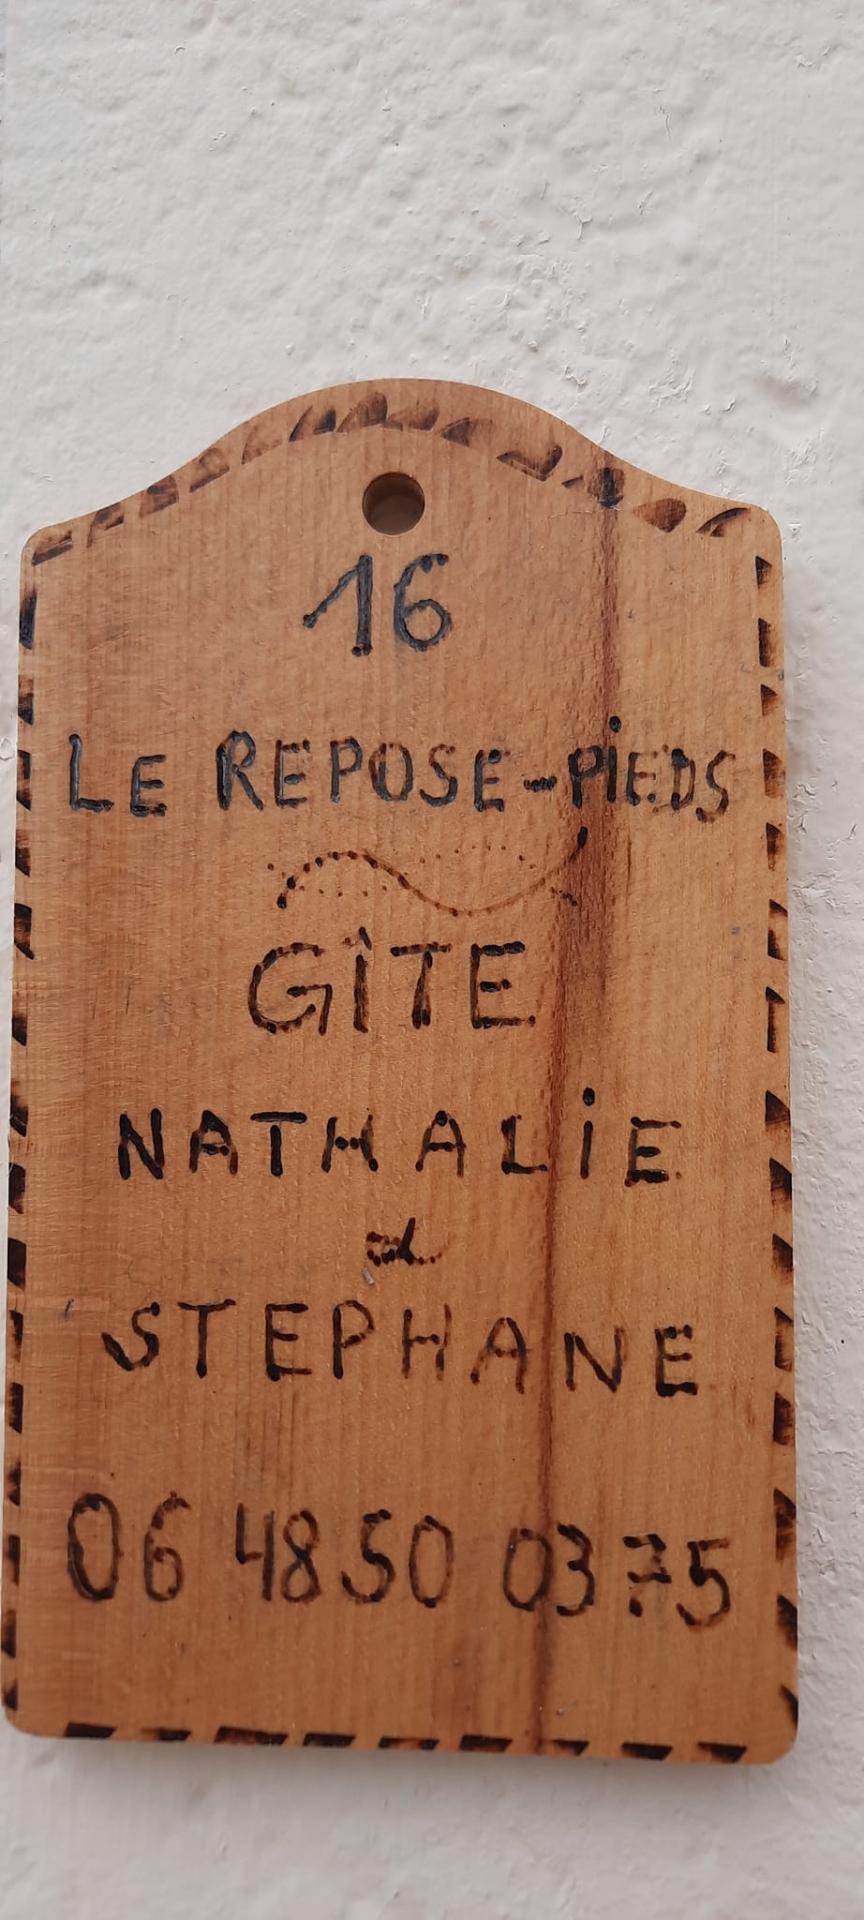 16
LE REPOSE-PiEDS
GÎTE
NATHALiE
&
STEPHANE
06 48 50 03 75